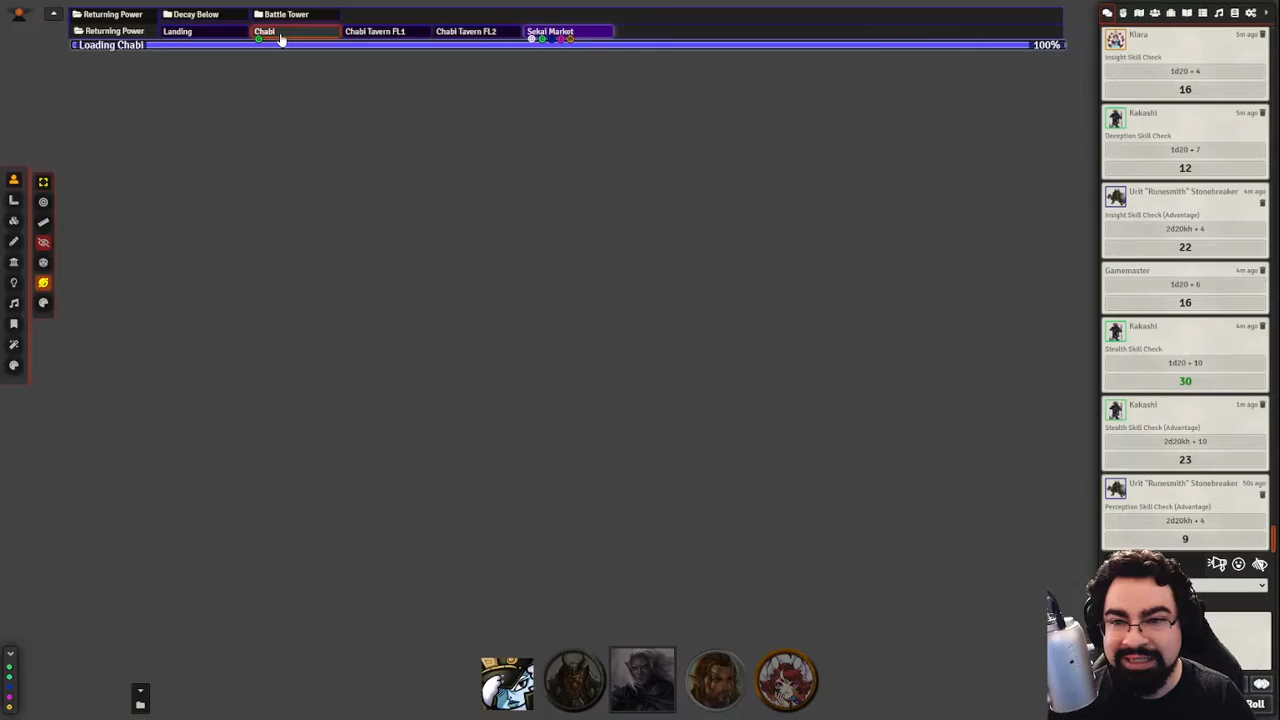 Returning Power
Decay Below
Battle Tower
Returning Power
Landing
Chabi
Chabi Tavern FL1
Chabi Tavern FL2
Sekai Market
Loading Chabi
100%
Klara
5m ago
Insight Skill Check
1d20 + 4
16
Kakashi
5m ago
Deception Skill Check
1d20 + 7
12
Urit "Runesmith" Stonebreaker
4m ago
Insight Skill Check (Advantage)
2d20kh + 4
22
Gamemaster
4m ago
1d20 + 6
16
Kakashi
4m ago
Stealth Skill Check
1d20 + 10
30
Kakashi
1m ago
Stealth Skill Check (Advantage)
2d20kh + 10
23
Urit "Runesmith" Stonebreaker
50s ago
Perception Skill Check (Advantage)
2d20kh + 4
9
Roll